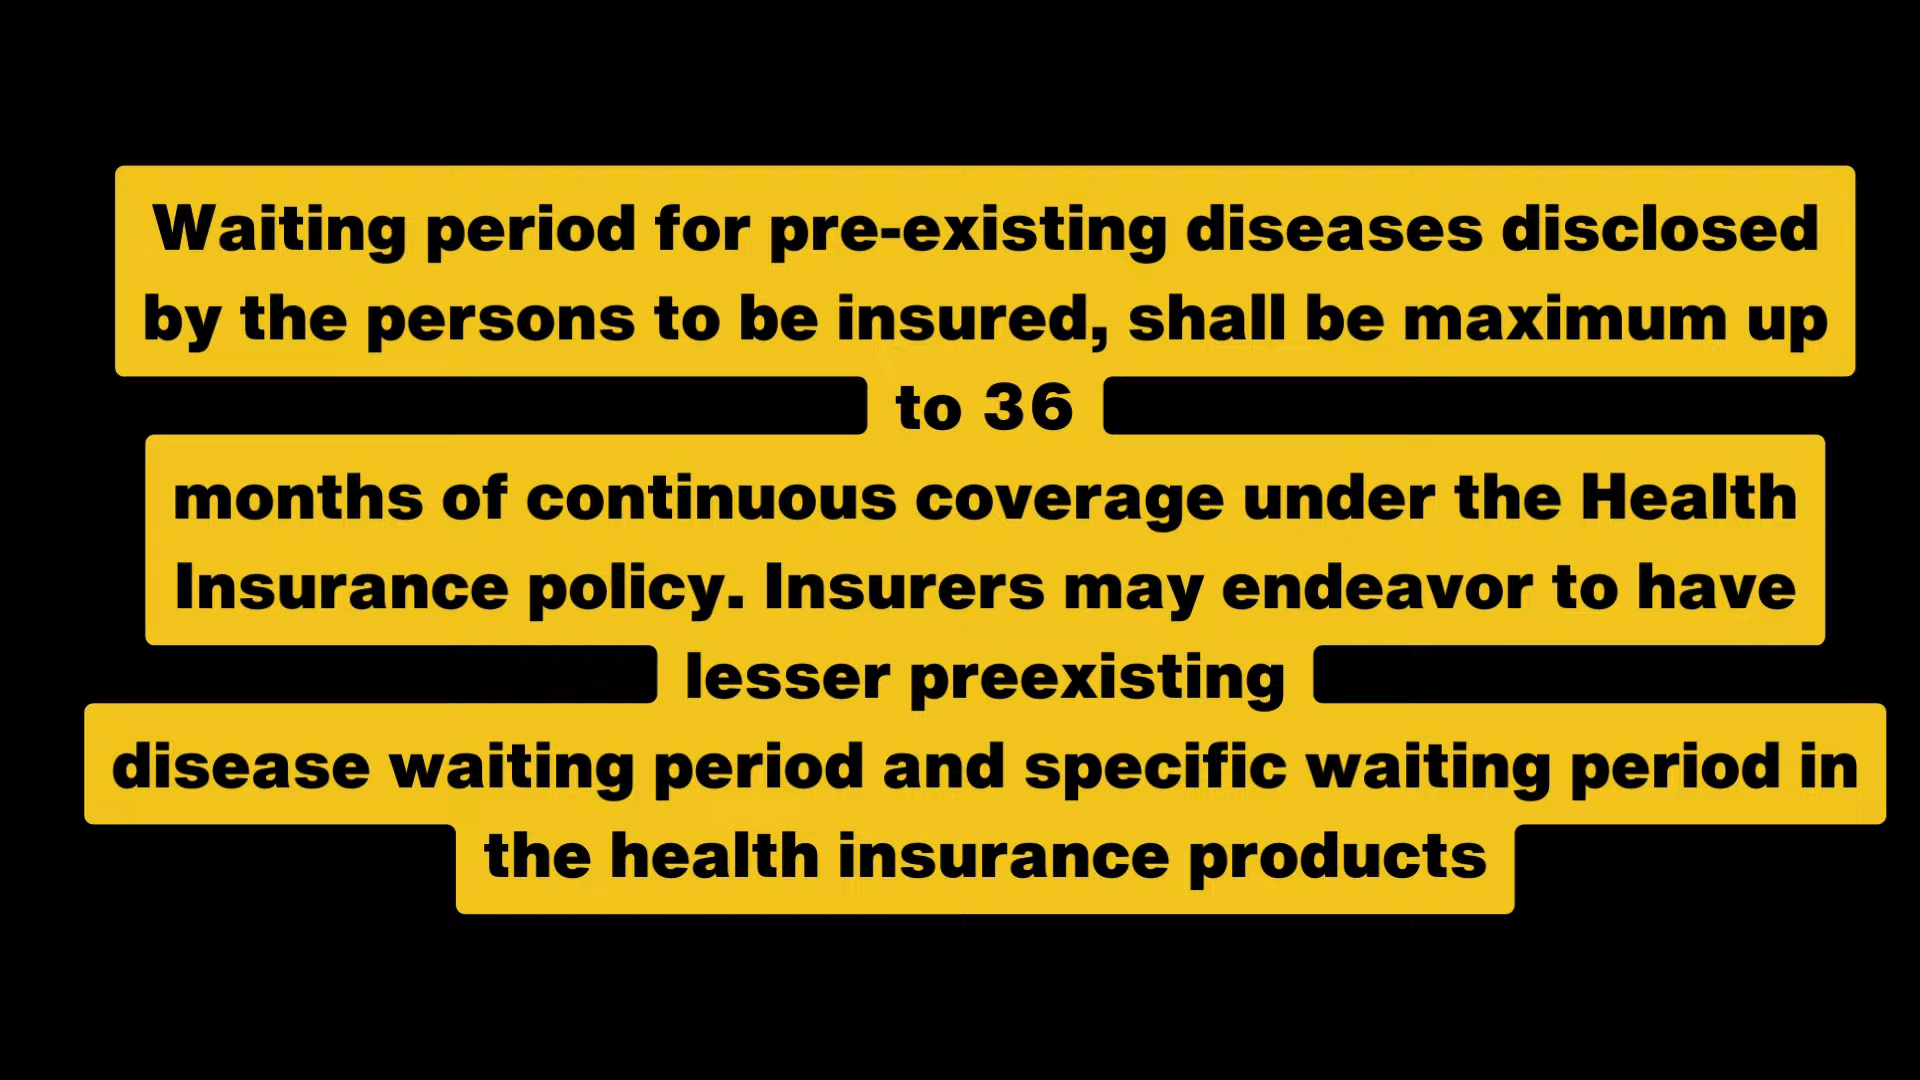 Waiting period for pre-existing diseases disclosed
by the persons to be insured, shall be maximum up
to 36
months of continuous coverage under the Health
Insurance policy. Insurers may endeavor to have
lesser preexisting
disease waiting period and specific waiting period in
the health insurance products